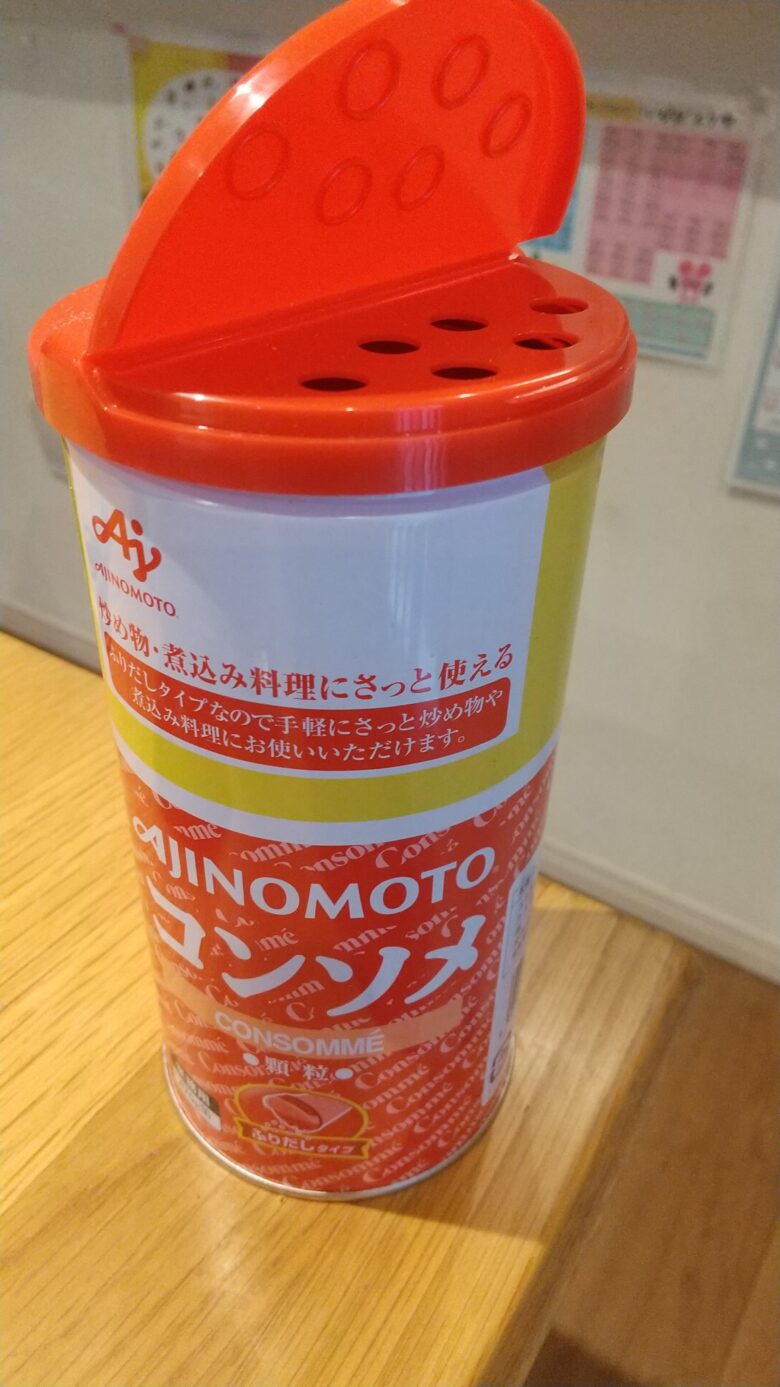 AJINOMOTO
炒め物・煮込み料理にさっと使える
ふりだしタイプなので手軽にさっと炒め物や
煮込み料理にお使いいただけます。
AJINOMOTO
コンソメ
CONSOMMÉ
●顆粒●
ふりだしタイプ